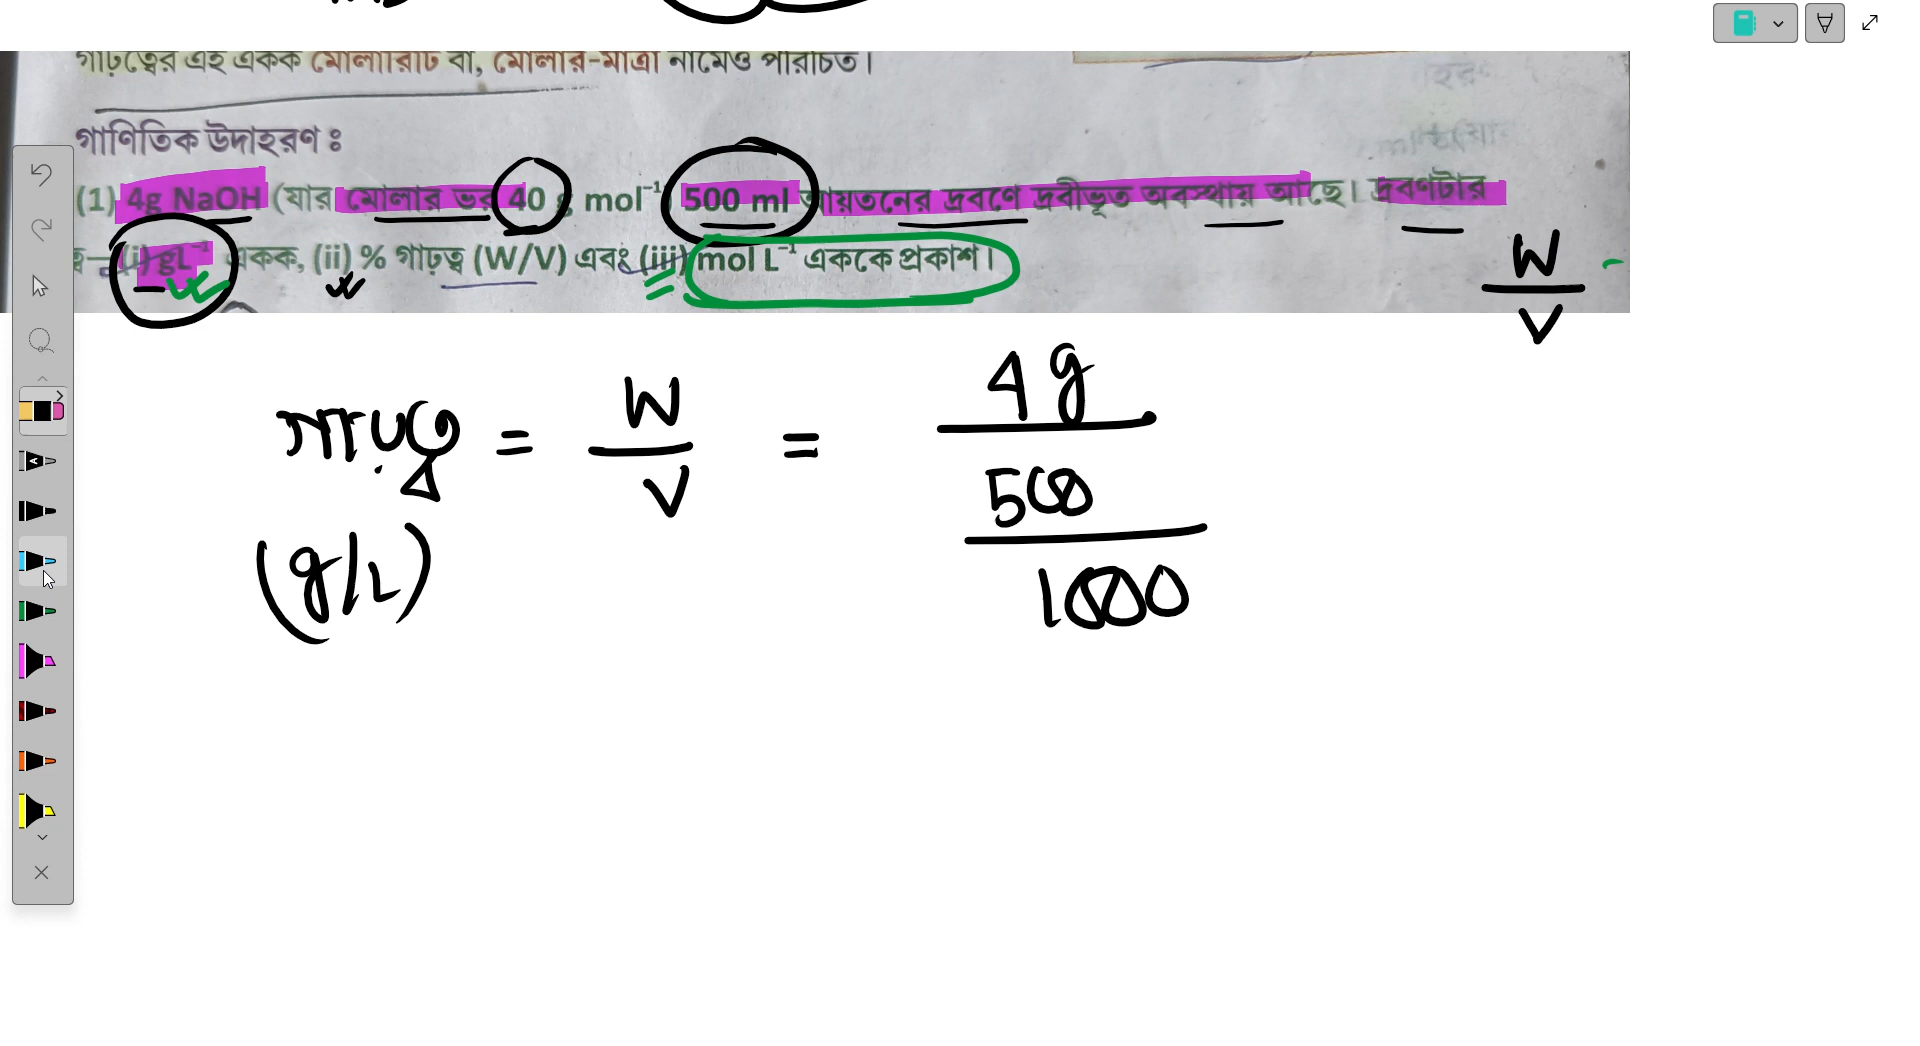 গাঢ়ত্বের এই একক মোলারিটি বা, মোলার-মাত্রা নামেও পরিচিত।
গাণিতিক উদাহরণ ঃ
(1) 4g NaOH (যার মোলার ভর 40 g mol⁻¹) 500 ml আয়তনের দ্রবণে দ্রবীভূত অবস্থায় আছে। দ্রবণটার
ত্ব—(i) gL⁻¹ একক, (ii) % গাঢ়ত্ব (W/V) এবং (iii) mol L⁻¹ এককে প্রকাশ।
W
V
গাঢ়ত্ব = W/V = 4g
500
1000
(g/L)